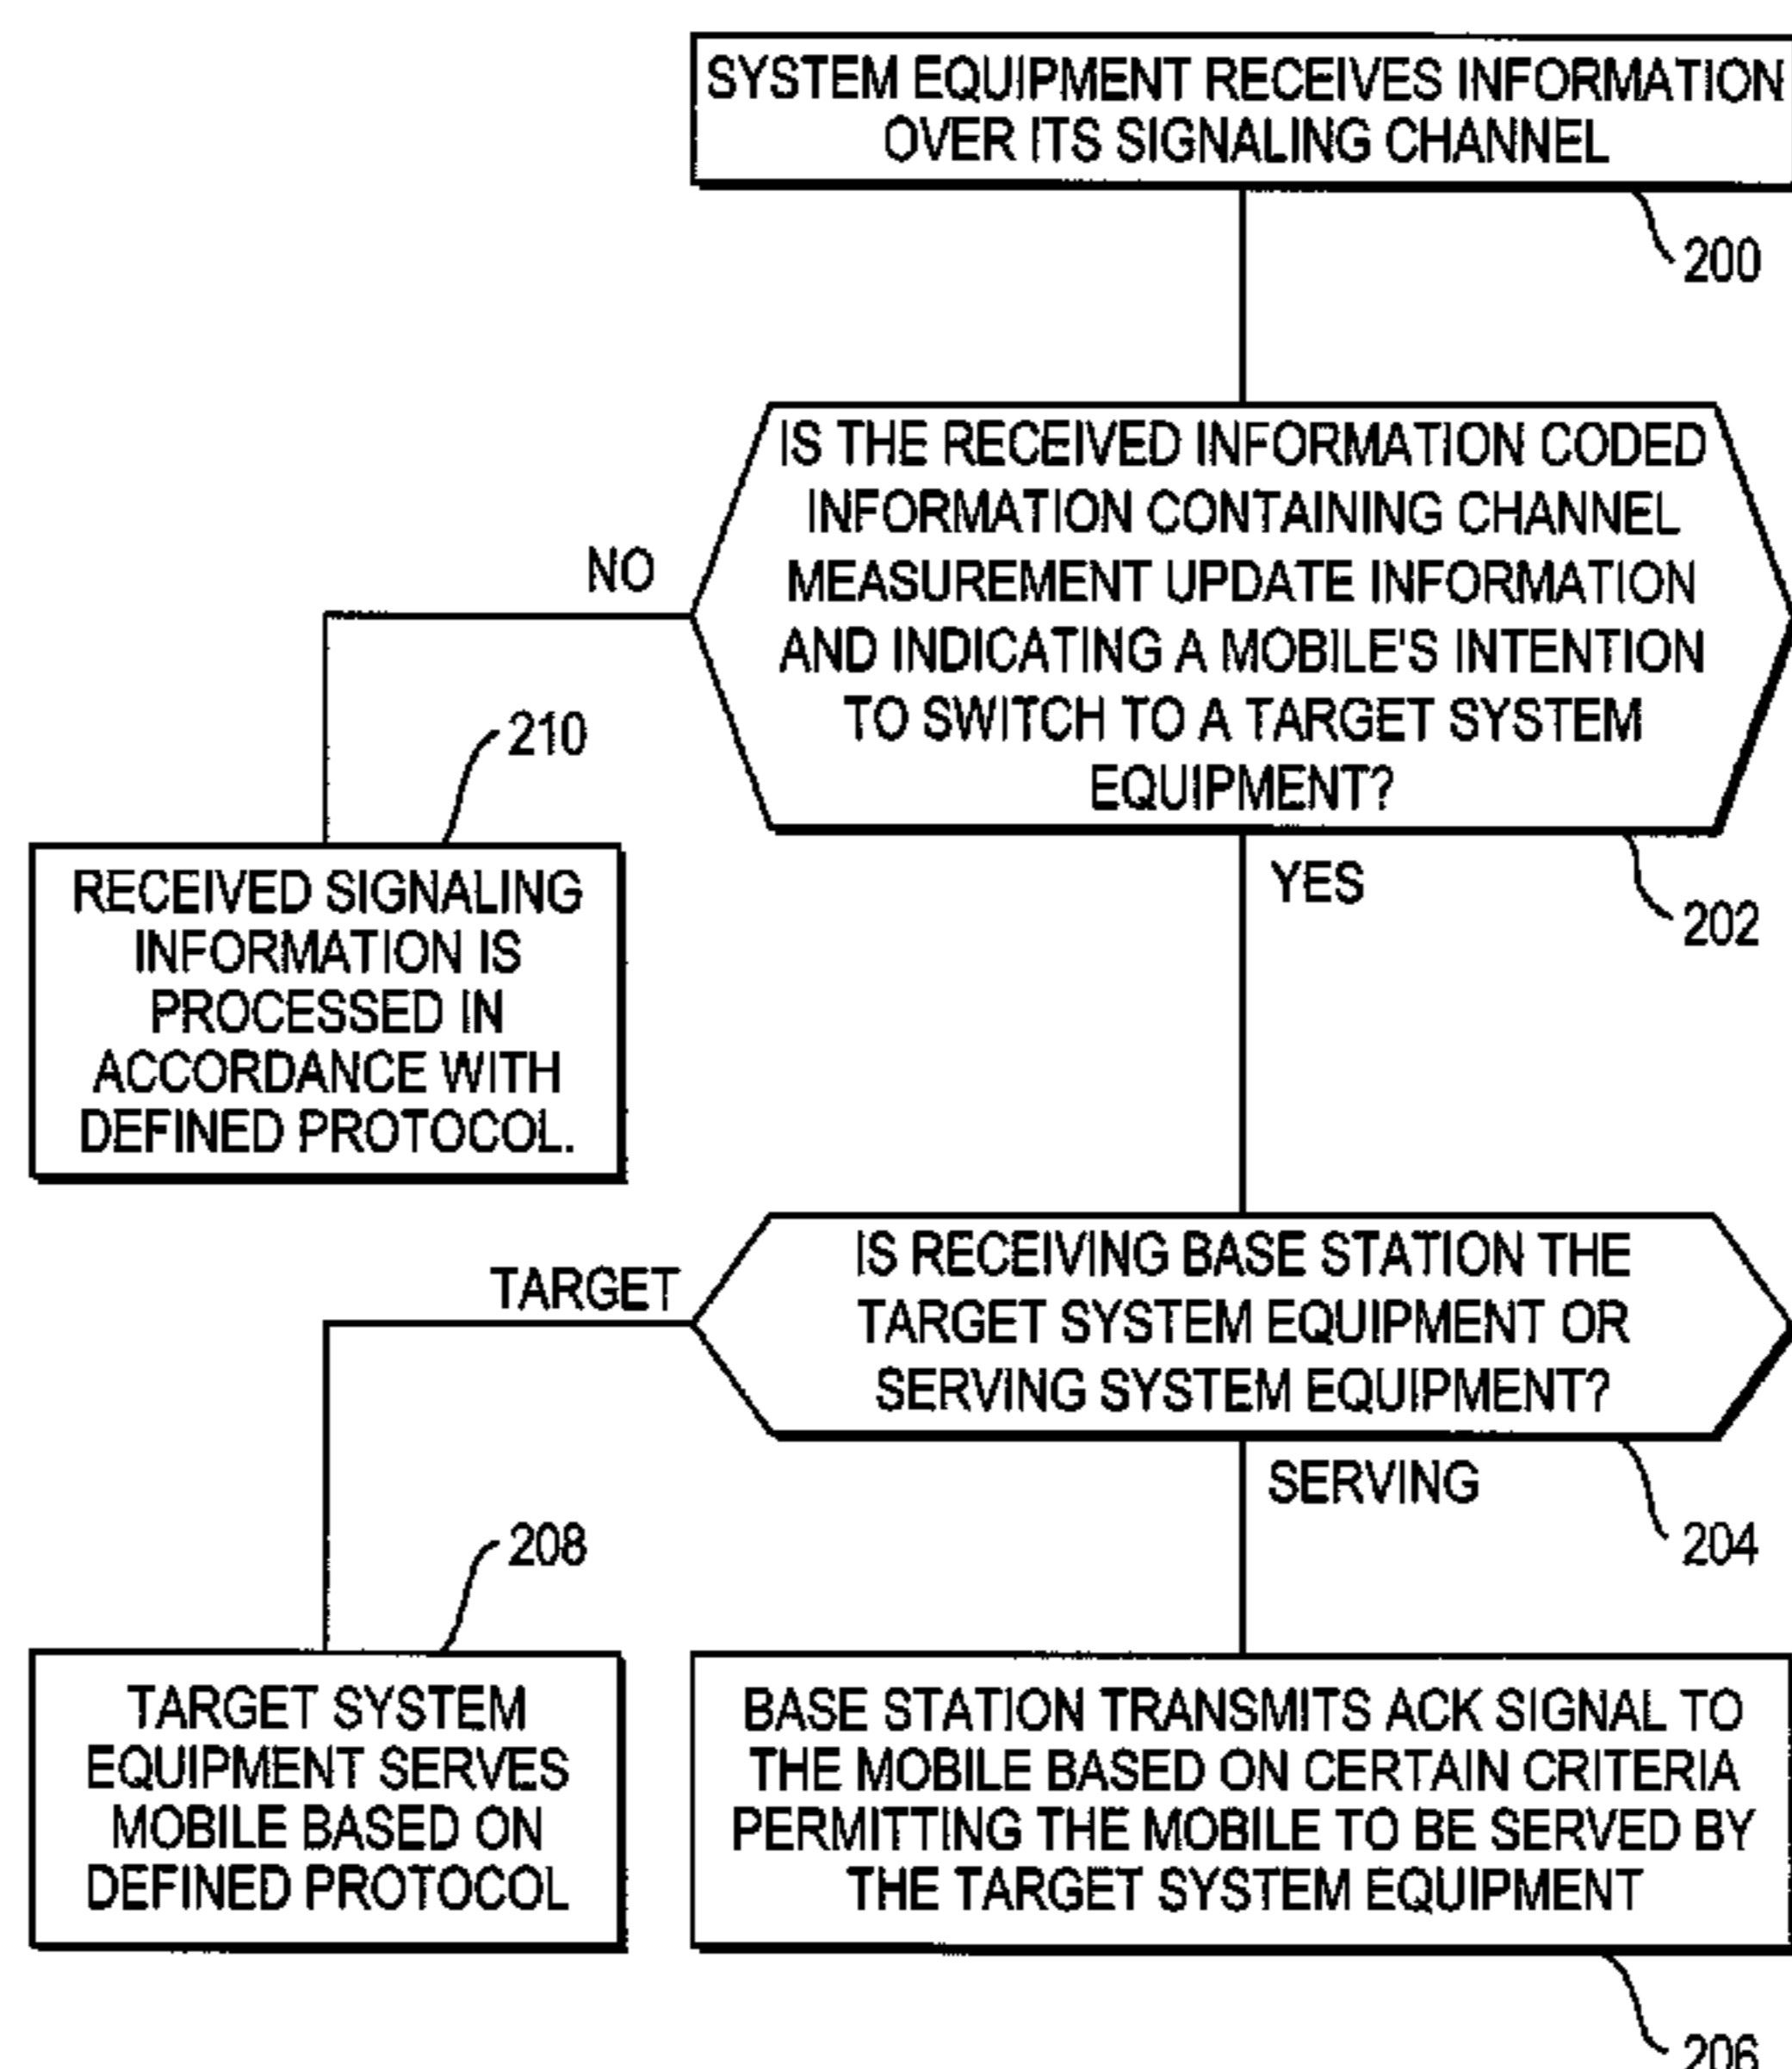 SYSTEM EQUIPMENT RECEIVES INFORMATION
OVER ITS SIGNALING CHANNEL
200
IS THE RECEIVED INFORMATION CODED
INFORMATION CONTAINING CHANNEL
MEASUREMENT UPDATE INFORMATION
AND INDICATING A MOBILE'S INTENTION
TO SWITCH TO A TARGET SYSTEM
EQUIPMENT?
NO
YES
202
210
RECEIVED SIGNALING
INFORMATION IS
PROCESSED IN
ACCORDANCE WITH
DEFINED PROTOCOL.
IS RECEIVING BASE STATION THE
TARGET SYSTEM EQUIPMENT OR
SERVING SYSTEM EQUIPMENT?
TARGET
SERVING
204
208
TARGET SYSTEM
EQUIPMENT SERVES
MOBILE BASED ON
DEFINED PROTOCOL
BASE STATION TRANSMITS ACK SIGNAL TO
THE MOBILE BASED ON CERTAIN CRITERIA
PERMITTING THE MOBILE TO BE SERVED BY
THE TARGET SYSTEM EQUIPMENT
206